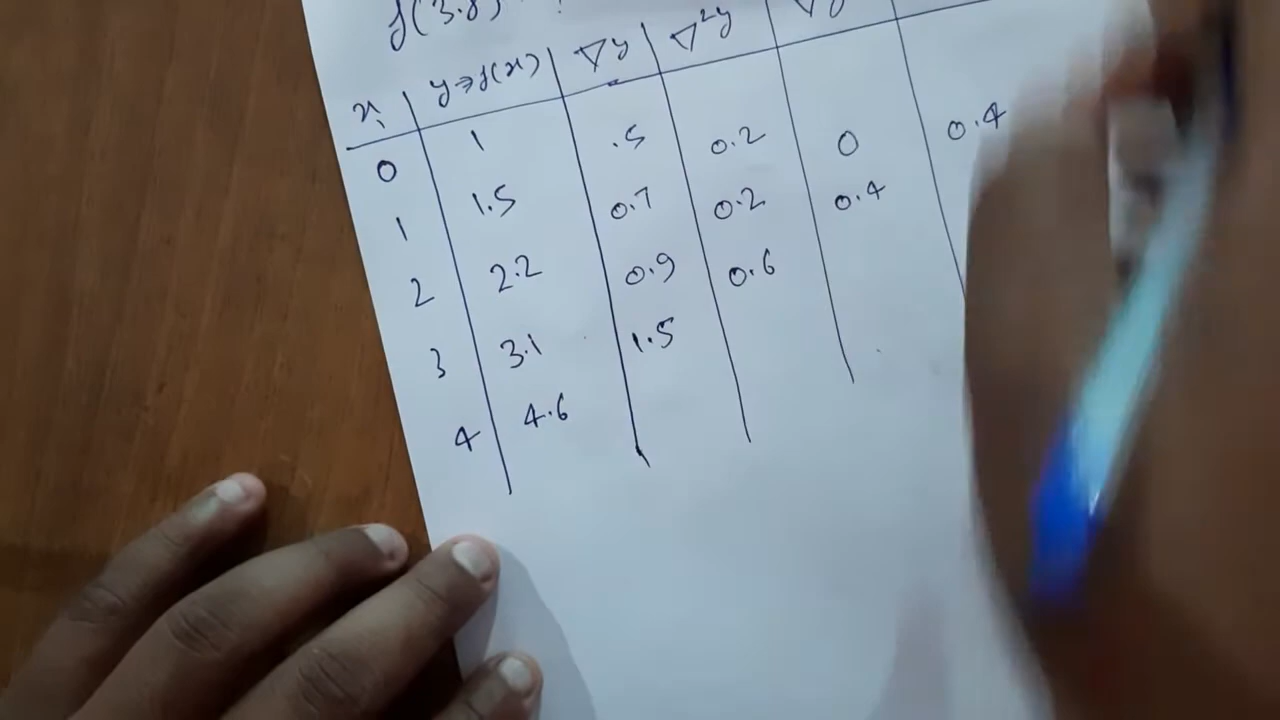 f(3.8)
x y⇒f(x) ∇y ∇²y ∇y
0 1 .5 0.2 0 0.4
1 1.5 0.7 0.2 0.4
2 2.2 0.9 0.6
3 3.1 1.5
4 4.6